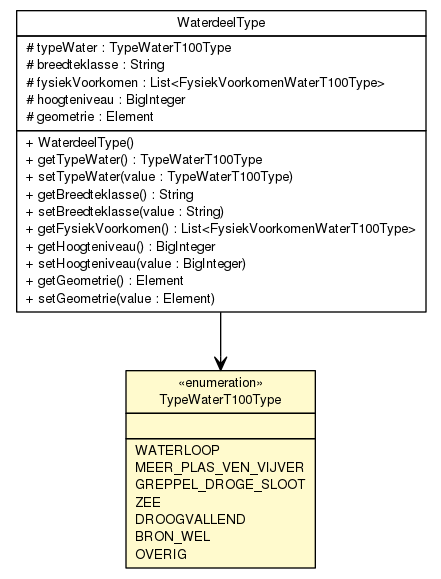 WaterdeelType
# typeWater : TypeWaterT100Type
# breedteklasse : String
# fysiekVoorkomen : List<FysiekVoorkomenWaterT100Type>
# hoogteniveau : BigInteger
# geometrie : Element
+ WaterdeelType()
+ getTypeWater() : TypeWaterT100Type
+ setTypeWater(value : TypeWaterT100Type)
+ getBreedteklasse() : String
+ setBreedteklasse(value : String)
+ getFysiekVoorkomen() : List<FysiekVoorkomenWaterT100Type>
+ getHoogteniveau() : BigInteger
+ setHoogteniveau(value : BigInteger)
+ getGeometrie() : Element
+ setGeometrie(value : Element)
«enumeration»
TypeWaterT100Type
WATERLOOP
MEER_PLAS_VEN_VIJVER
GREPPEL_DROGE_SLOOT
ZEE
DROOGVALLEND
BRON_WEL
OVERIG